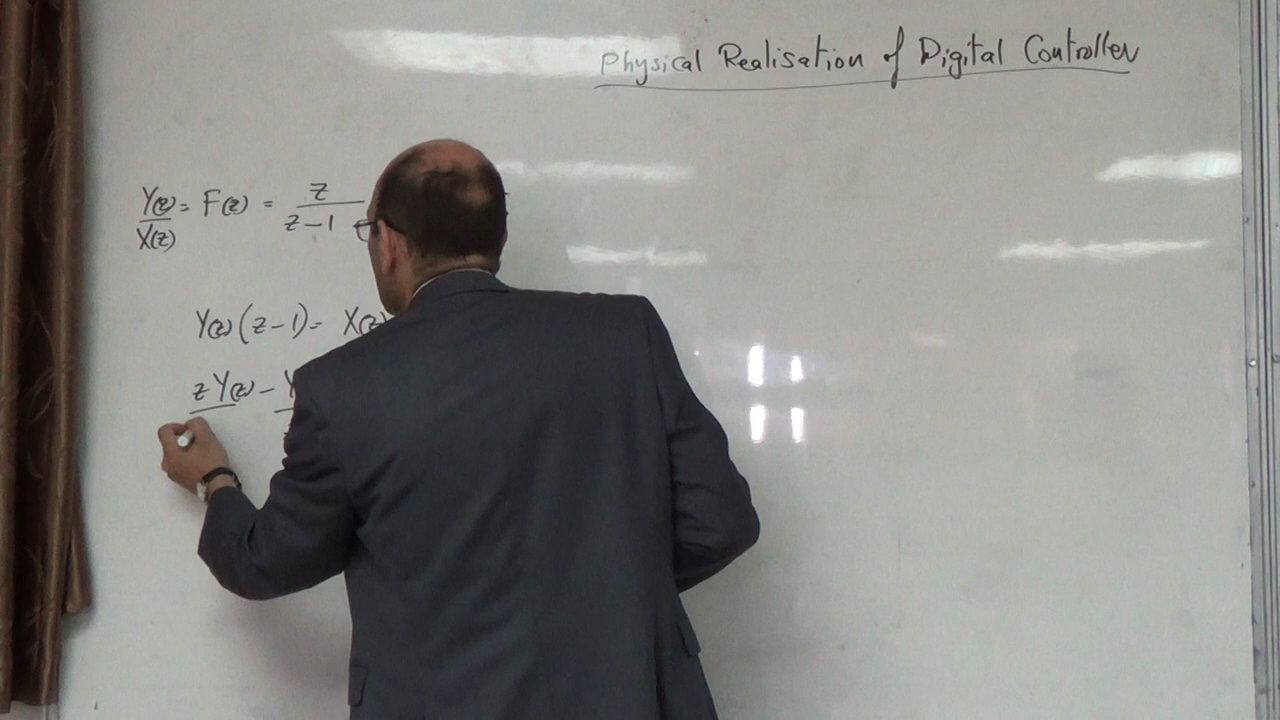 Physical Realisation of Digital Controller
Y(z)/X(z) = F(z) = z/(z-1)
Y(z)(z-1) = X(z)
zY(z) - Y